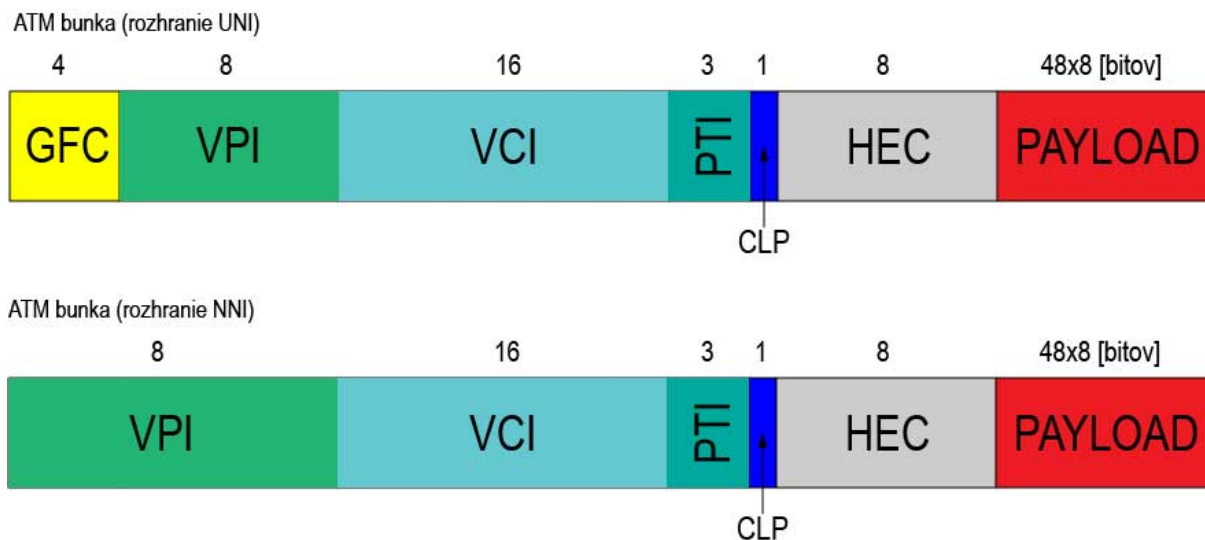 ATM bunka (rozhranie UNI)
4 8 16 3 1 8 48x8 [bitov]
GFC VPI VCI PTI HEC PAYLOAD
CLP
ATM bunka (rozhranie NNI)
8 16 3 1 8 48x8 [bitov]
VPI VCI PTI HEC PAYLOAD
CLP